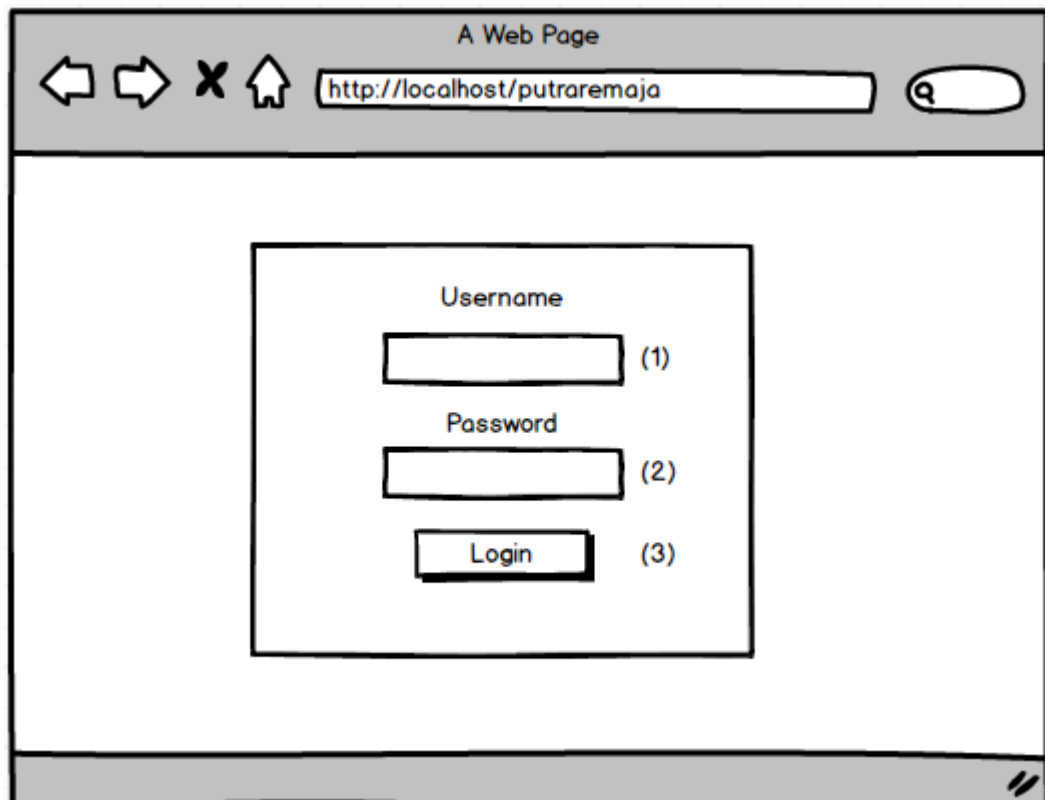 A Web Page
http://localhost/putraremaja
Username
(1)
Password
(2)
Login (3)